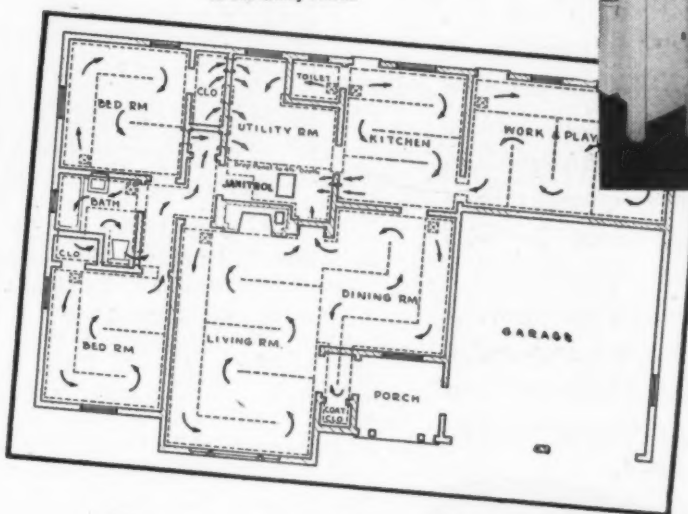 TOILET
CLO
BED RM
UTILITY RM.
KITCHEN
WORK & PLAY
JANITROL
BATH
CLO
DINING RM
BED RM
LIVING RM.
GARAGE
PORCH
COAT
CLO